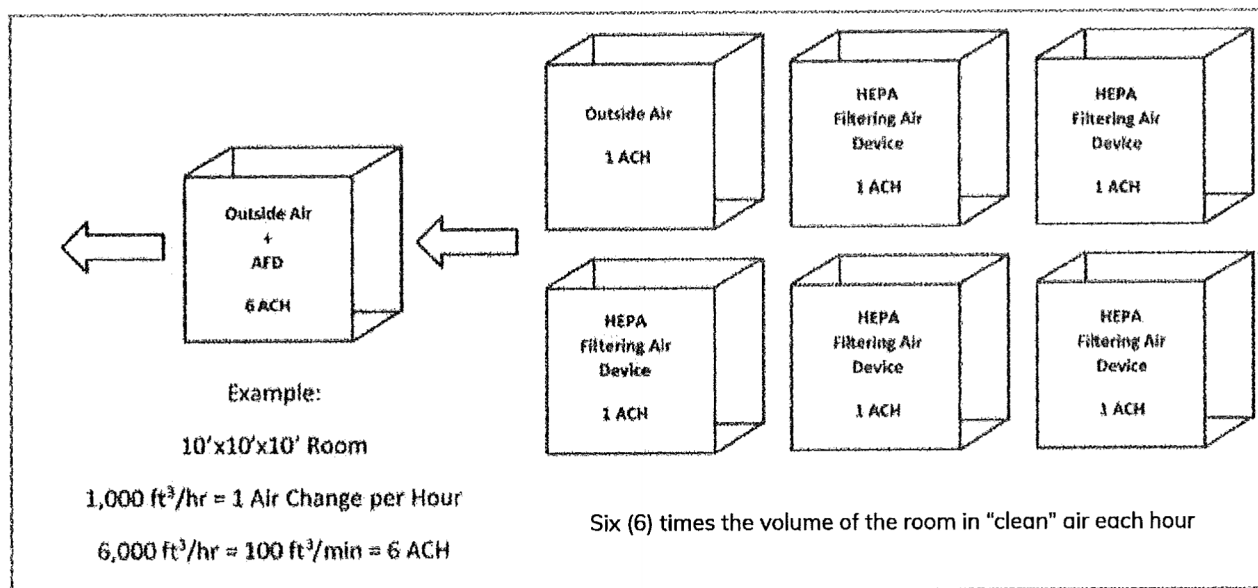 Outside Air
1 ACH
HEPA
Filtering Air
Device
1 ACH
HEPA
Filtering Air
Device
1 ACH
Outside Air
+
AFD
6 ACH
HEPA
Filtering Air
Device
1 ACH
HEPA
Filtering Air
Device
1 ACH
HEPA
Filtering Air
Device
1 ACH
Example:
10'x10'x10' Room
1,000 ft³/hr = 1 Air Change per Hour
6,000 ft³/hr = 100 ft³/min = 6 ACH
Six (6) times the volume of the room in "clean" air each hour